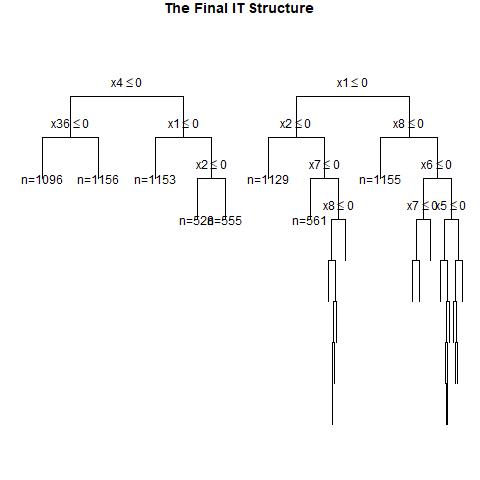 The Final IT Structure
x4 ≤ 0
x1 ≤ 0
x36 ≤ 0
x1 ≤ 0
x2 ≤ 0
x8 ≤ 0
n=1096
n=1156
n=1153
x2 ≤ 0
n=1129
x7 ≤ 0
n=1155
x6 ≤ 0
n=555
n=561
x8 ≤ 0
x7 ≤ 0
x5 ≤ 0